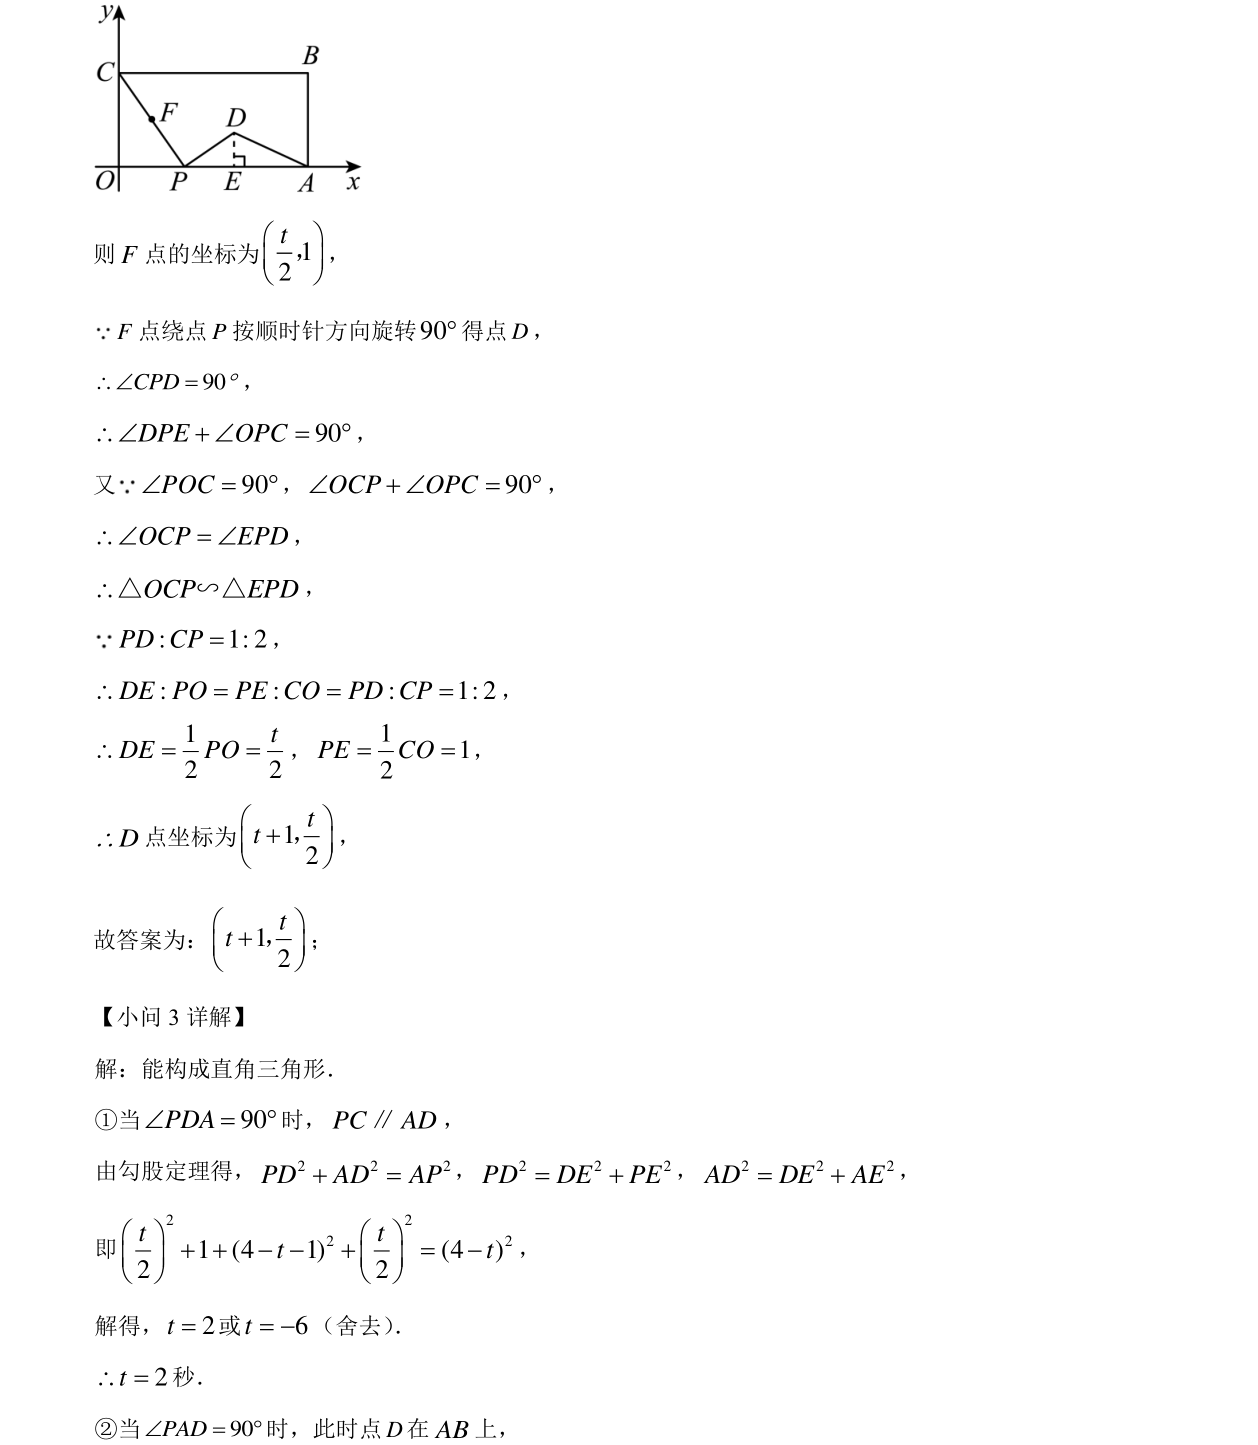 y
C B
F D
O P E A x
则 F 点的坐标为(t/2,1),
∵F 点绕点 P 按顺时针方向旋转90°得点 D,
∴∠CPD=90°,
∴∠DPE+∠OPC=90°,
又∵∠POC=90°, ∠OCP+∠OPC=90°,
∴∠OCP=∠EPD,
∴△OCP∽△EPD,
∵PD:CP=1:2,
∴DE:PO=PE:CO=PD:CP=1:2,
∴DE=1/2PO=t/2, PE=1/2CO=1,
∴D 点坐标为(t+1,t/2),
故答案为:(t+1,t/2);
【小问 3 详解】
解:能构成直角三角形.
①当∠PDA=90°时, PC∥AD,
由勾股定理得, PD²+AD²=AP², PD²=DE²+PE², AD²=DE²+AE²,
即(t/2)²+1+(4-t-1)²+(t/2)²=(4-t)²,
解得, t=2或t=-6(舍去).
∴t=2秒.
②当∠PAD=90°时,此时点 D 在 AB 上,